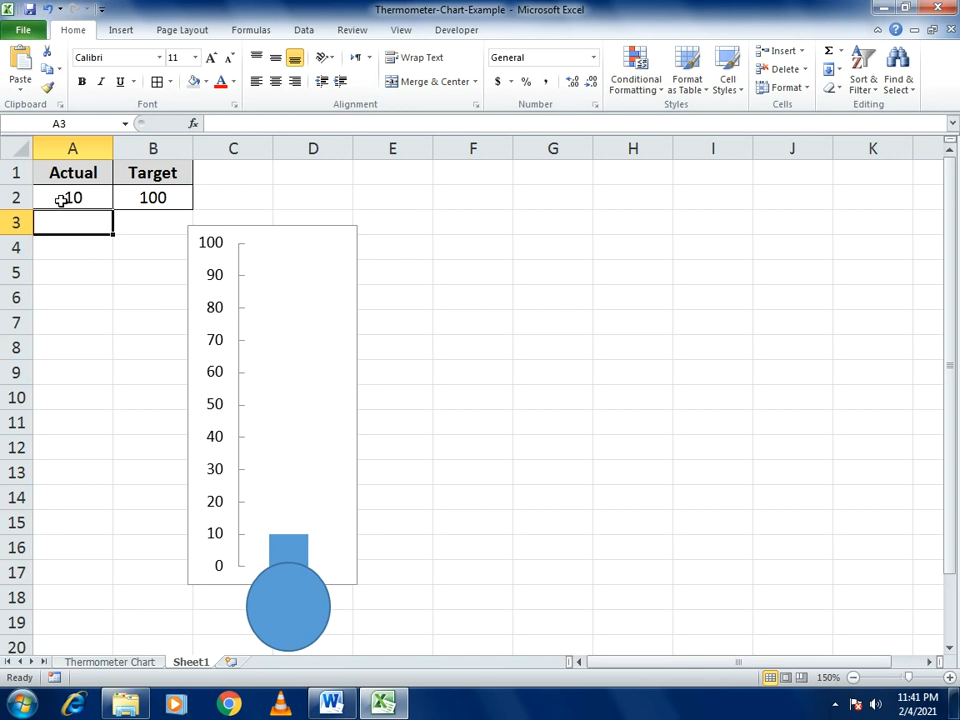 Thermometer-Chart-Example - Microsoft Excel
File Home Insert Page Layout Formulas Data Review View Developer
Paste
Calibri 11
B I U
Wrap Text
Merge & Center
General
$ % ,
Conditional Formatting
Format as Table
Cell Styles
Insert
Delete
Format
Sort & Filter
Find & Select
Clipboard Font Alignment Number Styles Cells Editing
A3 fx
A B C D E F G H I J K
1 Actual Target
2 10 100
3
4
5
6
7
8
9
10
11
12
13
14
15
16
17
18
19
20
100
90
80
70
60
50
40
30
20
10
0
Thermometer Chart Sheet1
Ready 150%
11:41 PM
2/4/2021